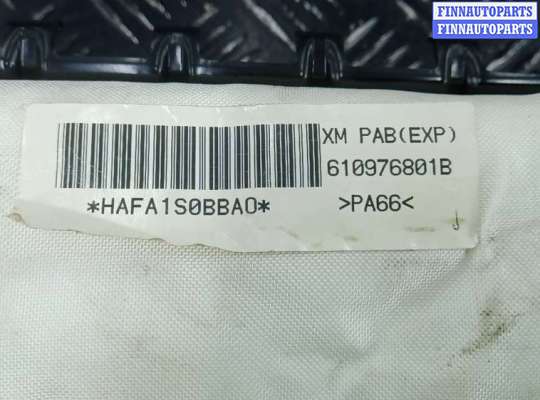 FINNAUTOPARTS
FINNAUTOPARTS
XM PAB(EXP)
610976801B
*HAFA1S0BBA0*
>PA66<